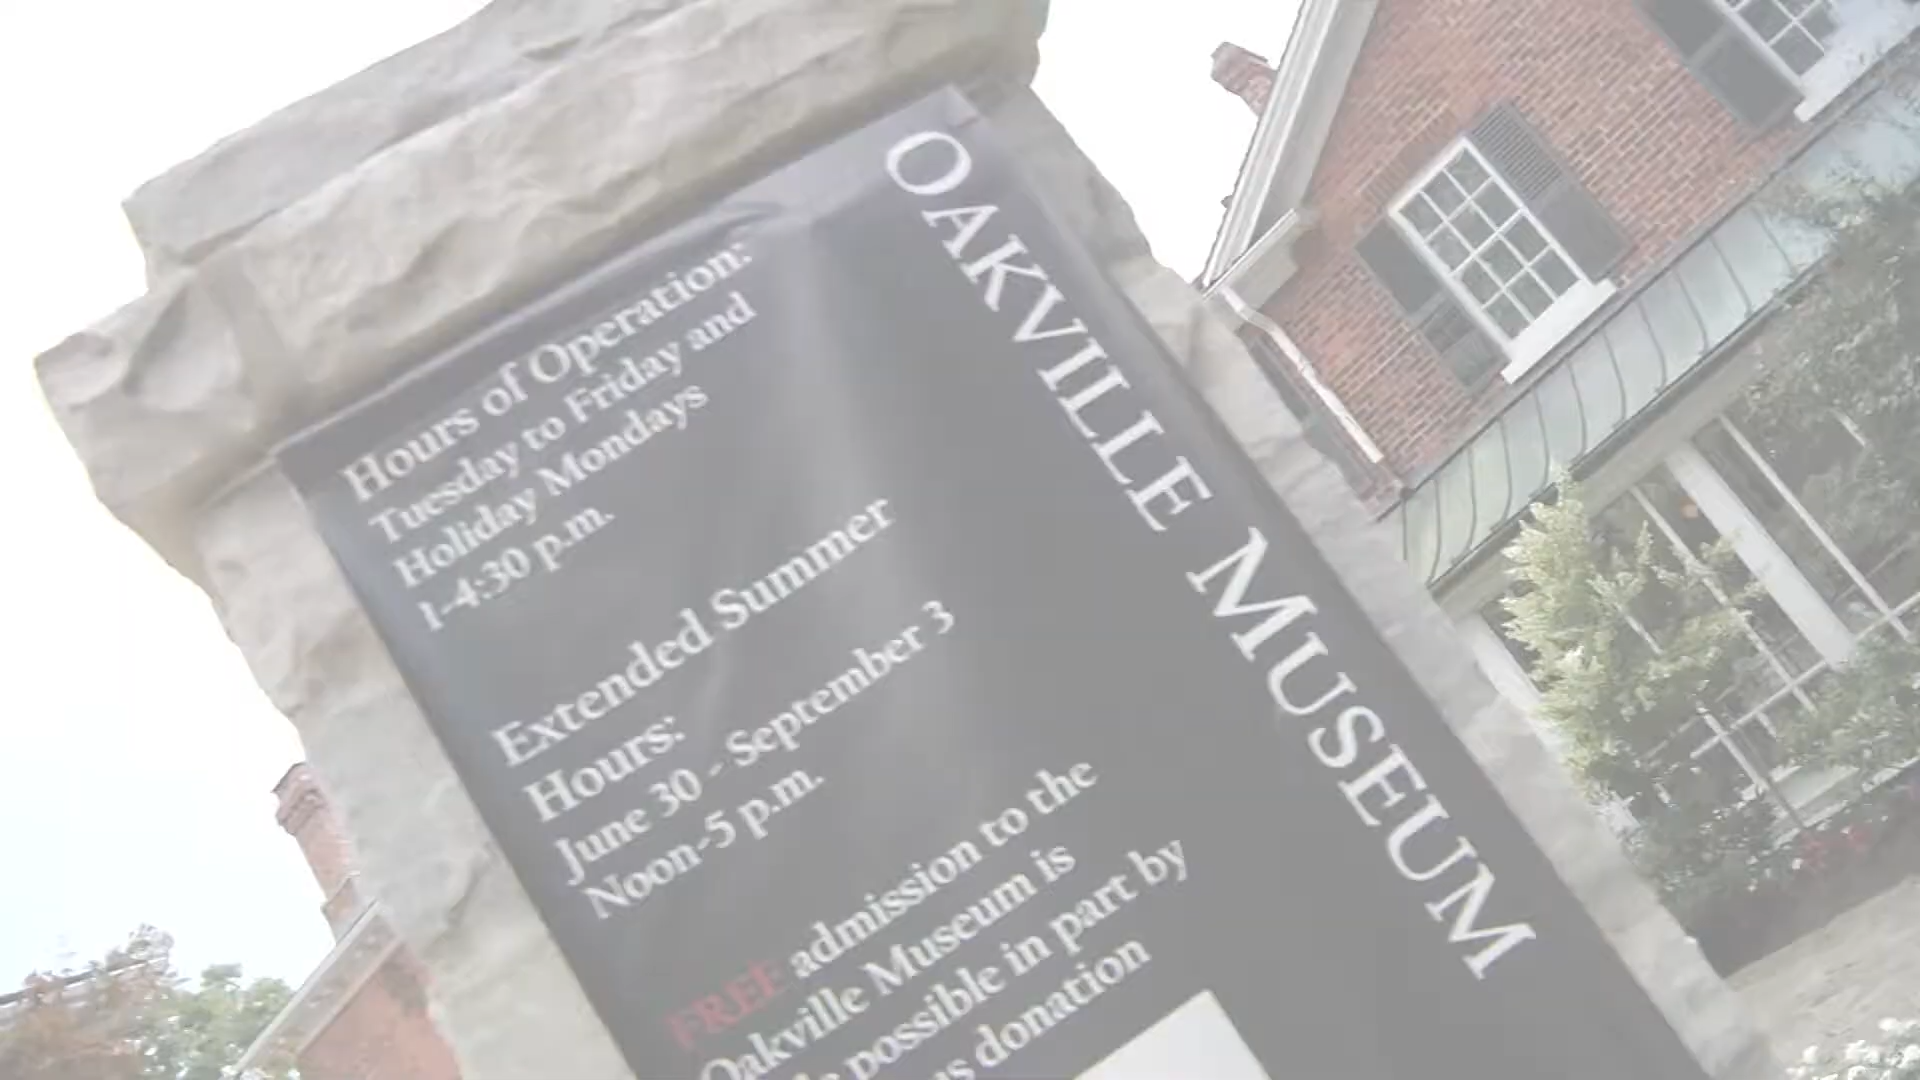 OAKVILLE MUSEUM
Hours of Operation:
Tuesday to Friday and
Holiday Mondays
1-4:30 p.m.
Extended Summer
Hours:
June 30 - September 3
Noon-5 p.m.
FREE admission to the
Oakville Museum is
possible in part by
donation